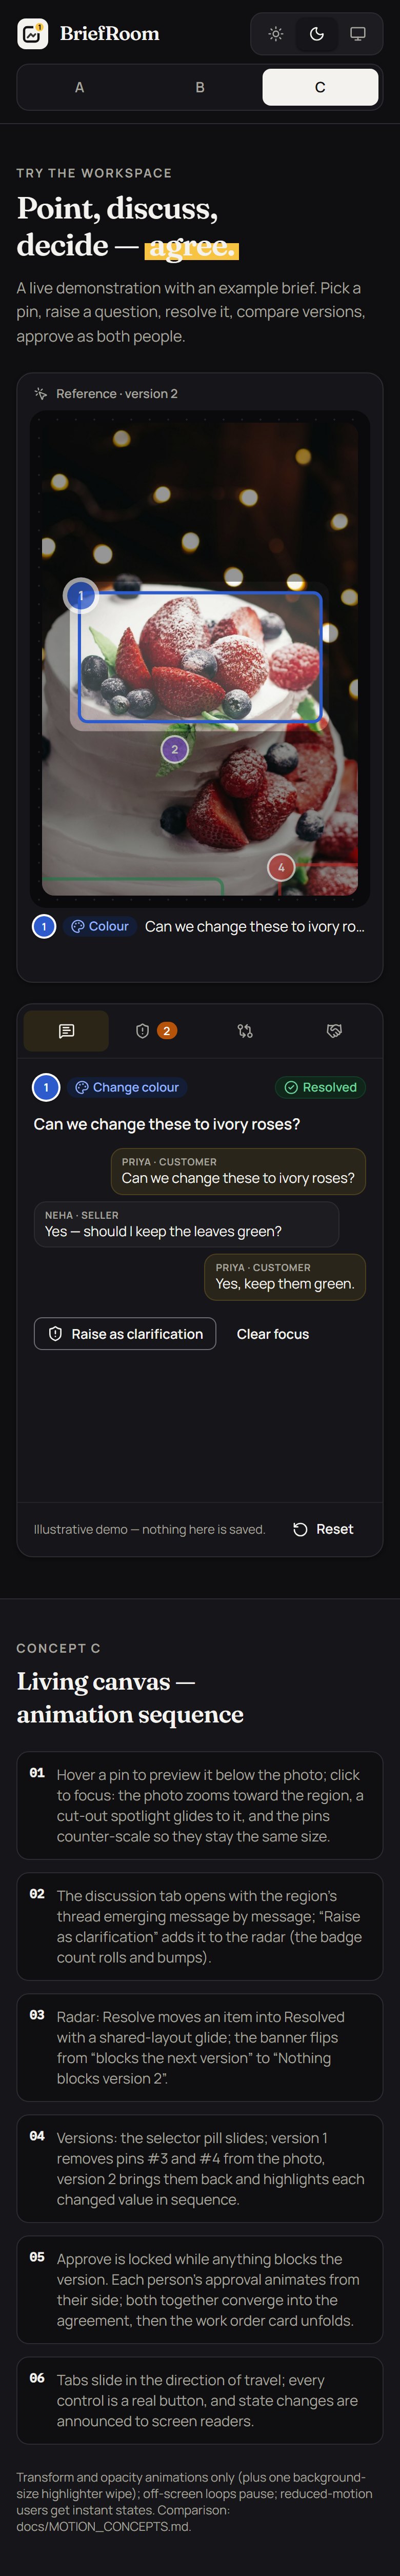 BriefRoom
A
B
C
TRY THE WORKSPACE
Point, discuss,
decide — agree.
A live demonstration with an example brief. Pick a
pin, raise a question, resolve it, compare versions,
approve as both people.
Reference · version 2
1
2
4
1 Colour Can we change these to ivory ro…
2
1 Change colour Resolved
Can we change these to ivory roses?
PRIYA · CUSTOMER
Can we change these to ivory roses?
NEHA · SELLER
Yes — should I keep the leaves green?
PRIYA · CUSTOMER
Yes, keep them green.
Raise as clarification Clear focus
Illustrative demo — nothing here is saved. Reset
CONCEPT C
Living canvas —
animation sequence
01 Hover a pin to preview it below the photo; click
to focus: the photo zooms toward the region, a
cut-out spotlight glides to it, and the pins
counter-scale so they stay the same size.
02 The discussion tab opens with the region's
thread emerging message by message; “Raise
as clarification” adds it to the radar (the badge
count rolls and bumps).
03 Radar: Resolve moves an item into Resolved
with a shared-layout glide; the banner flips
from “blocks the next version” to “Nothing
blocks version 2”.
04 Versions: the selector pill slides; version 1
removes pins #3 and #4 from the photo,
version 2 brings them back and highlights each
changed value in sequence.
05 Approve is locked while anything blocks the
version. Each person's approval animates from
their side; both together converge into the
agreement, then the work order card unfolds.
06 Tabs slide in the direction of travel; every
control is a real button, and state changes are
announced to screen readers.
Transform and opacity animations only (plus one background-
size highlighter wipe); off-screen loops pause; reduced-motion
users get instant states. Comparison:
docs/MOTION_CONCEPTS.md.